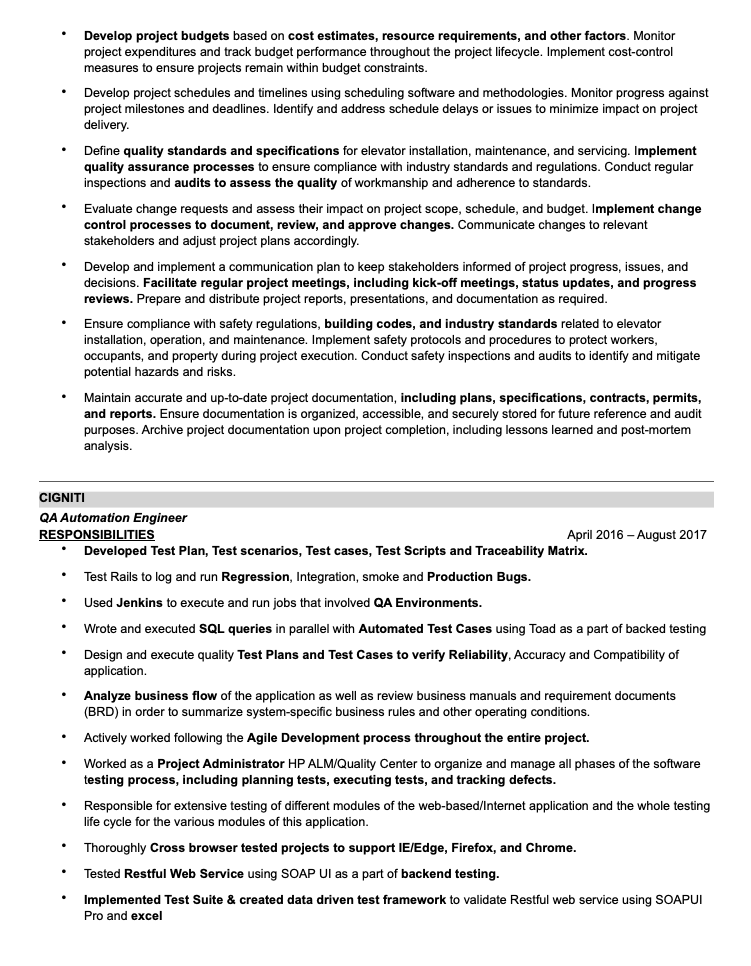 • Develop project budgets based on cost estimates, resource requirements, and other factors. Monitor
project expenditures and track budget performance throughout the project lifecycle. Implement cost-control
measures to ensure projects remain within budget constraints.
• Develop project schedules and timelines using scheduling software and methodologies. Monitor progress against
project milestones and deadlines. Identify and address schedule delays or issues to minimize impact on project
delivery.
• Define quality standards and specifications for elevator installation, maintenance, and servicing. Implement
quality assurance processes to ensure compliance with industry standards and regulations. Conduct regular
inspections and audits to assess the quality of workmanship and adherence to standards.
• Evaluate change requests and assess their impact on project scope, schedule, and budget. Implement change
control processes to document, review, and approve changes. Communicate changes to relevant
stakeholders and adjust project plans accordingly.
• Develop and implement a communication plan to keep stakeholders informed of project progress, issues, and
decisions. Facilitate regular project meetings, including kick-off meetings, status updates, and progress
reviews. Prepare and distribute project reports, presentations, and documentation as required.
• Ensure compliance with safety regulations, building codes, and industry standards related to elevator
installation, operation, and maintenance. Implement safety protocols and procedures to protect workers,
occupants, and property during project execution. Conduct safety inspections and audits to identify and mitigate
potential hazards and risks.
• Maintain accurate and up-to-date project documentation, including plans, specifications, contracts, permits,
and reports. Ensure documentation is organized, accessible, and securely stored for future reference and audit
purposes. Archive project documentation upon project completion, including lessons learned and post-mortem
analysis.
CIGNITI
QA Automation Engineer
RESPONSIBILITIES April 2016 – August 2017
• Developed Test Plan, Test scenarios, Test cases, Test Scripts and Traceability Matrix.
• Test Rails to log and run Regression, Integration, smoke and Production Bugs.
• Used Jenkins to execute and run jobs that involved QA Environments.
• Wrote and executed SQL queries in parallel with Automated Test Cases using Toad as a part of backed testing
• Design and execute quality Test Plans and Test Cases to verify Reliability, Accuracy and Compatibility of
application.
• Analyze business flow of the application as well as review business manuals and requirement documents
(BRD) in order to summarize system-specific business rules and other operating conditions.
• Actively worked following the Agile Development process throughout the entire project.
• Worked as a Project Administrator HP ALM/Quality Center to organize and manage all phases of the software
testing process, including planning tests, executing tests, and tracking defects.
• Responsible for extensive testing of different modules of the web-based/Internet application and the whole testing
life cycle for the various modules of this application.
• Thoroughly Cross browser tested projects to support IE/Edge, Firefox, and Chrome.
• Tested Restful Web Service using SOAP UI as a part of backend testing.
• Implemented Test Suite & created data driven test framework to validate Restful web service using SOAPUI
Pro and excel